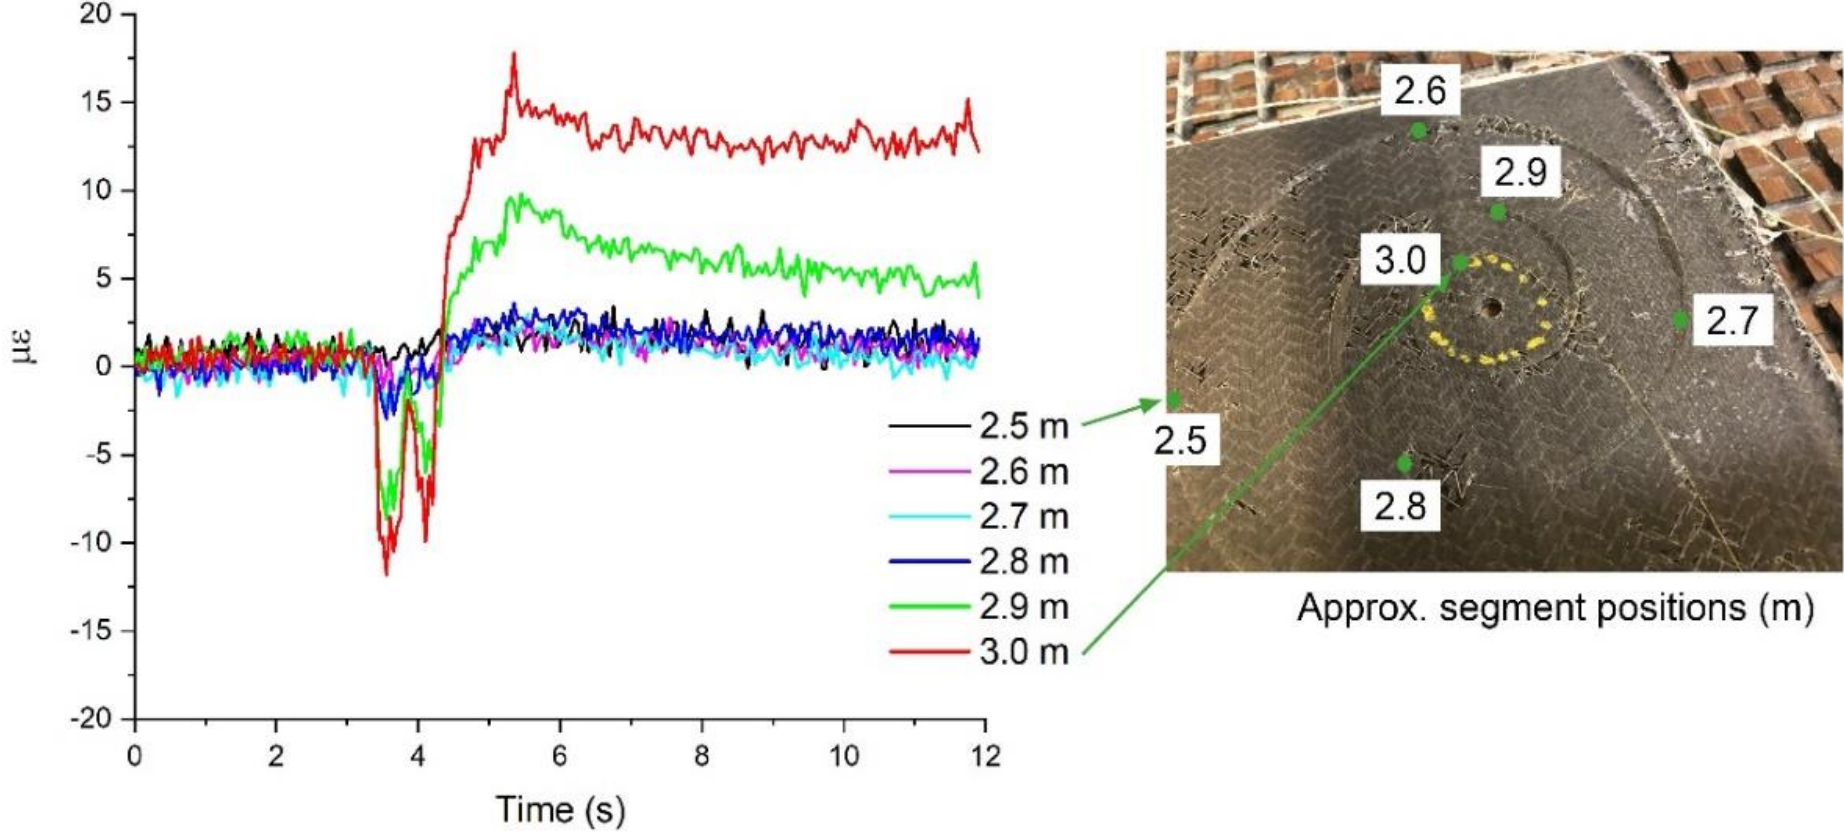 20
15
10
5
0
-5
-10
-15
-20
με
0 2 4 6 8 10 12
Time (s)
2.5 m
2.6 m
2.7 m
2.8 m
2.9 m
3.0 m
2.6
2.9
3.0
2.7
2.5
2.8
Approx. segment positions (m)